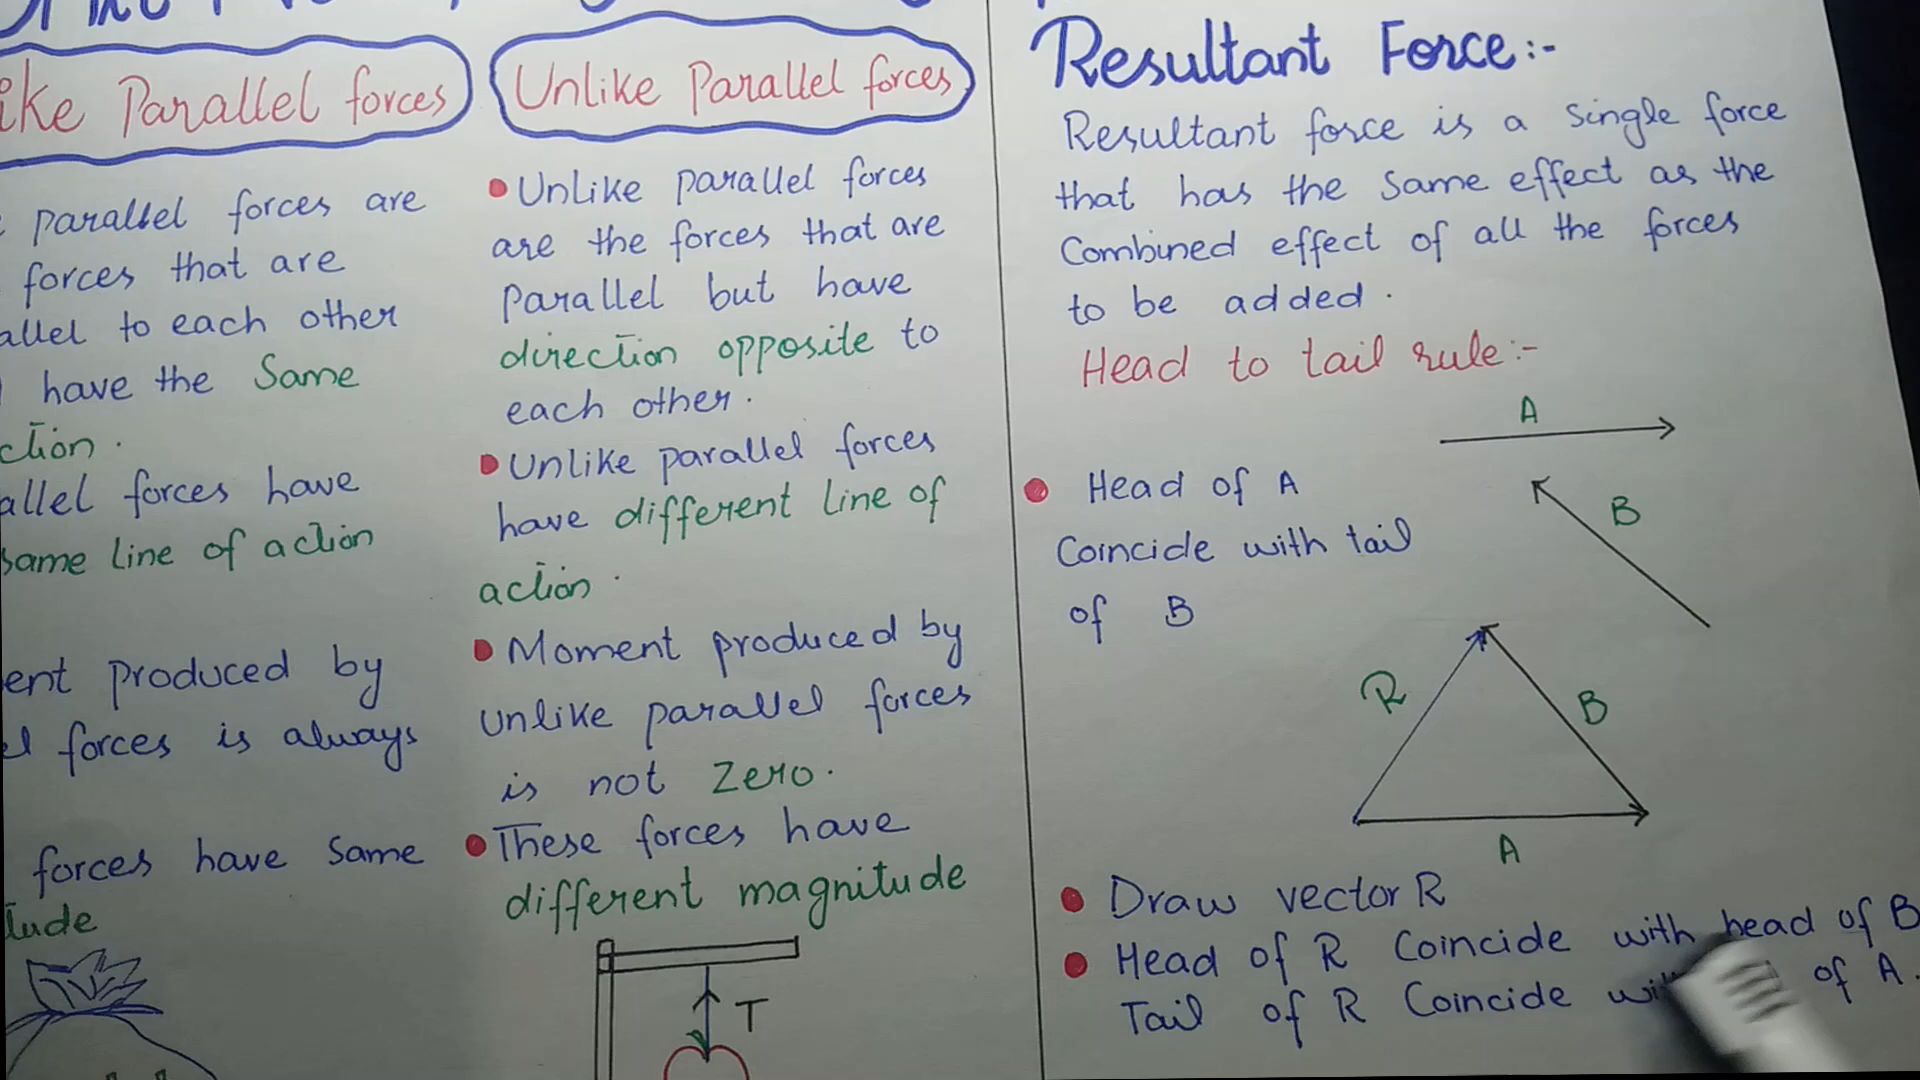 ike Parallel forces
parallel forces are
forces that are
allel to each other
have the Same
ction.
allel forces have
same line of action
ent produced by
el forces is always
forces have same
tude
Unlike Parallel forces
Unlike parallel forces
are the forces that are
Parallel but have
direction opposite to
each other.
Unlike parallel forces
have different line of
action.
Moment produced by
unlike parallel forces
is not Zero.
These forces have
different magnitude
T
Resultant Force:-
Resultant force is a single force
that has the same effect as the
Combined effect of all the forces
to be added.
Head to tail rule:-
A
Head of A
Coincide with tail
of B
B
R
B
A
Draw vector R
Head of R Coincide with head of B
Tail of R Coincide of A.